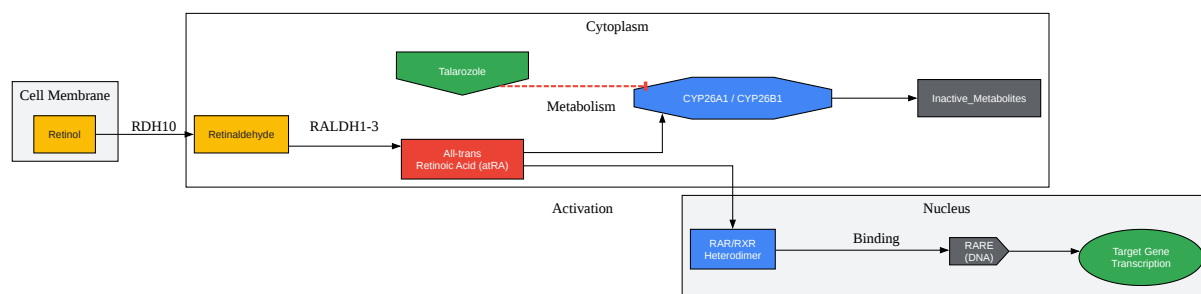 Cytoplasm
Talarozole
Cell Membrane
Metabolism
CYP26A1 / CYP26B1
Inactive_Metabolites
Retinol
RDH10
Retinaldehyde
RALDH1-3
All-trans
Retinoic Acid (atRA)
Activation
Nucleus
RAR/RXR
Heterodimer
Binding
RARE
(DNA)
Target Gene
Transcription